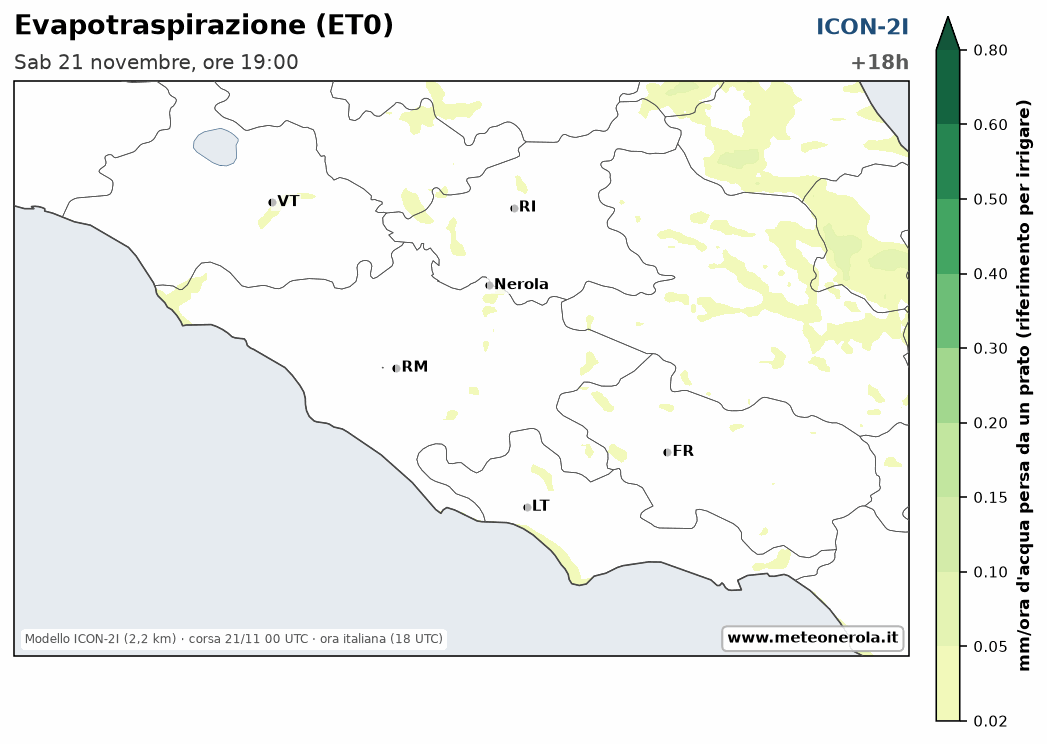 Evapotraspirazione (ET0)
ICON-2I
Sab 21 novembre, ore 19:00
+18h
VT
RI
Nerola
RM
FR
LT
Modello ICON-2I (2,2 km) · corsa 21/11 00 UTC · ora italiana (18 UTC)
www.meteonerola.it
0.80
0.60
0.50
0.40
0.30
0.20
0.15
0.10
0.05
0.02
mm/ora d'acqua persa da un prato (riferimento per irrigare)